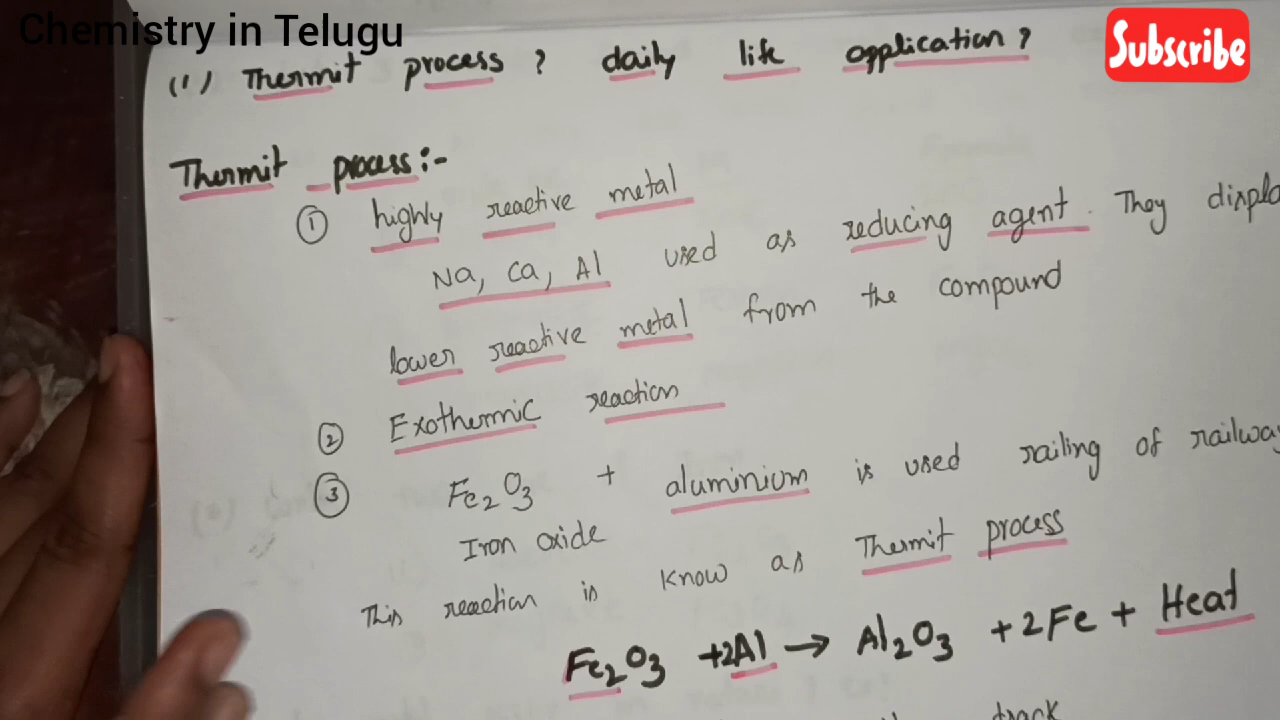 Chemistry in Telugu
Subscribe
(1) Thermit process ? daily life application ?
Thermit process :-
① highly reactive metal
Na, Ca, Al used as reducing agent. They
lower reactive metal from the compound
② Exothermic reaction
③ Fe2O3 + aluminium is used railing of railway
Iron oxide
This reaction is know as Thermit process
Fe2O3 +2Al → Al2O3 +2Fe + Heat
track